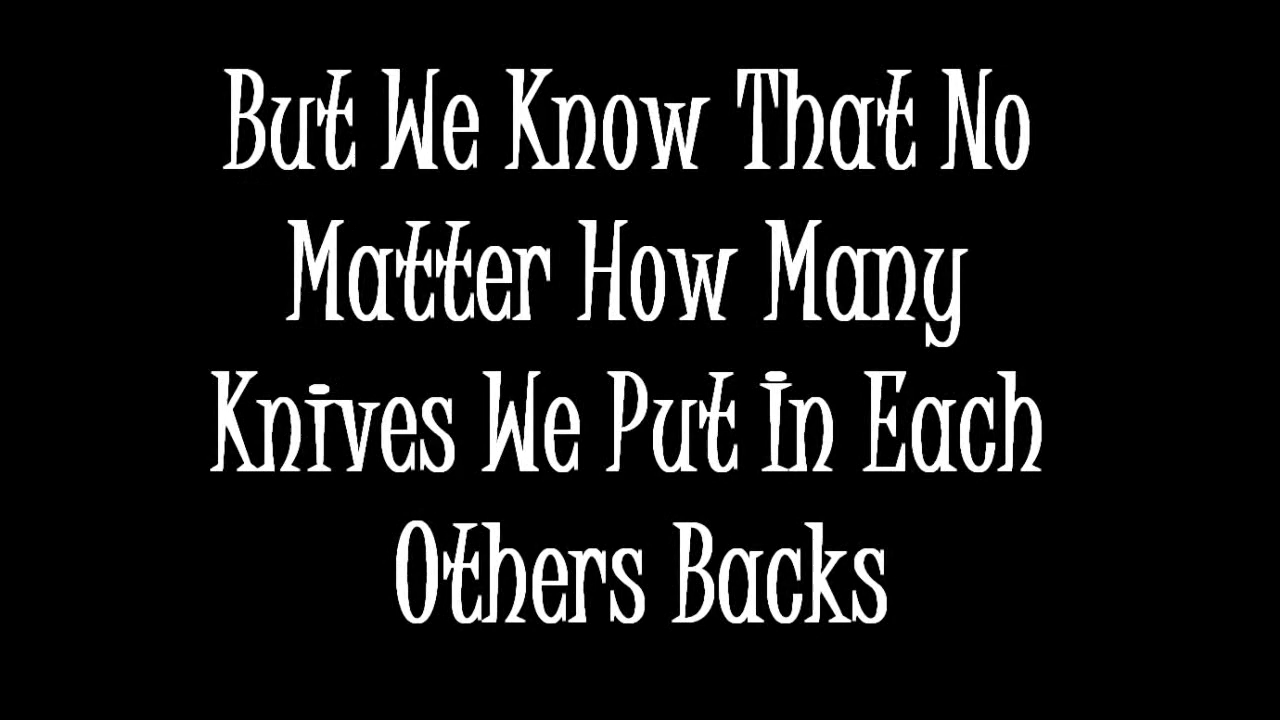 But We Know That No
Matter How Many
Knives We Put In Each
Others Backs